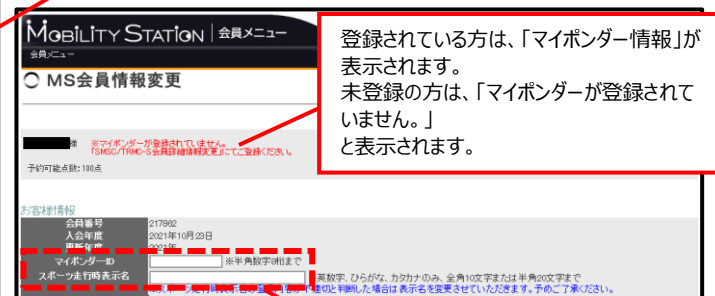 MOBILITY STATION 会員メニュー
会員メニュー
登録されている方は、「マイポンダー情報」が
表示されます。
未登録の方は、「マイポンダーが登録されて
いません。」
と表示されます。
MS会員情報変更
様 ※マイポンダーが登録されていません。
「SMSC/TRMC-S会員詳細情報変更」にてご登録ください。
予約可能点数:100点
お客様情報
会員番号 217862
入会年度 2021年10月23日
更新年度 2021年
マイポンダーID ※半角数字8桁まで
スポーツ走行時表示名 英数字、ひらがな、カタカナのみ、全角10文字または半角20文字まで
切と判断した場合は表示名を変更させていただきます。予めご了承ください。